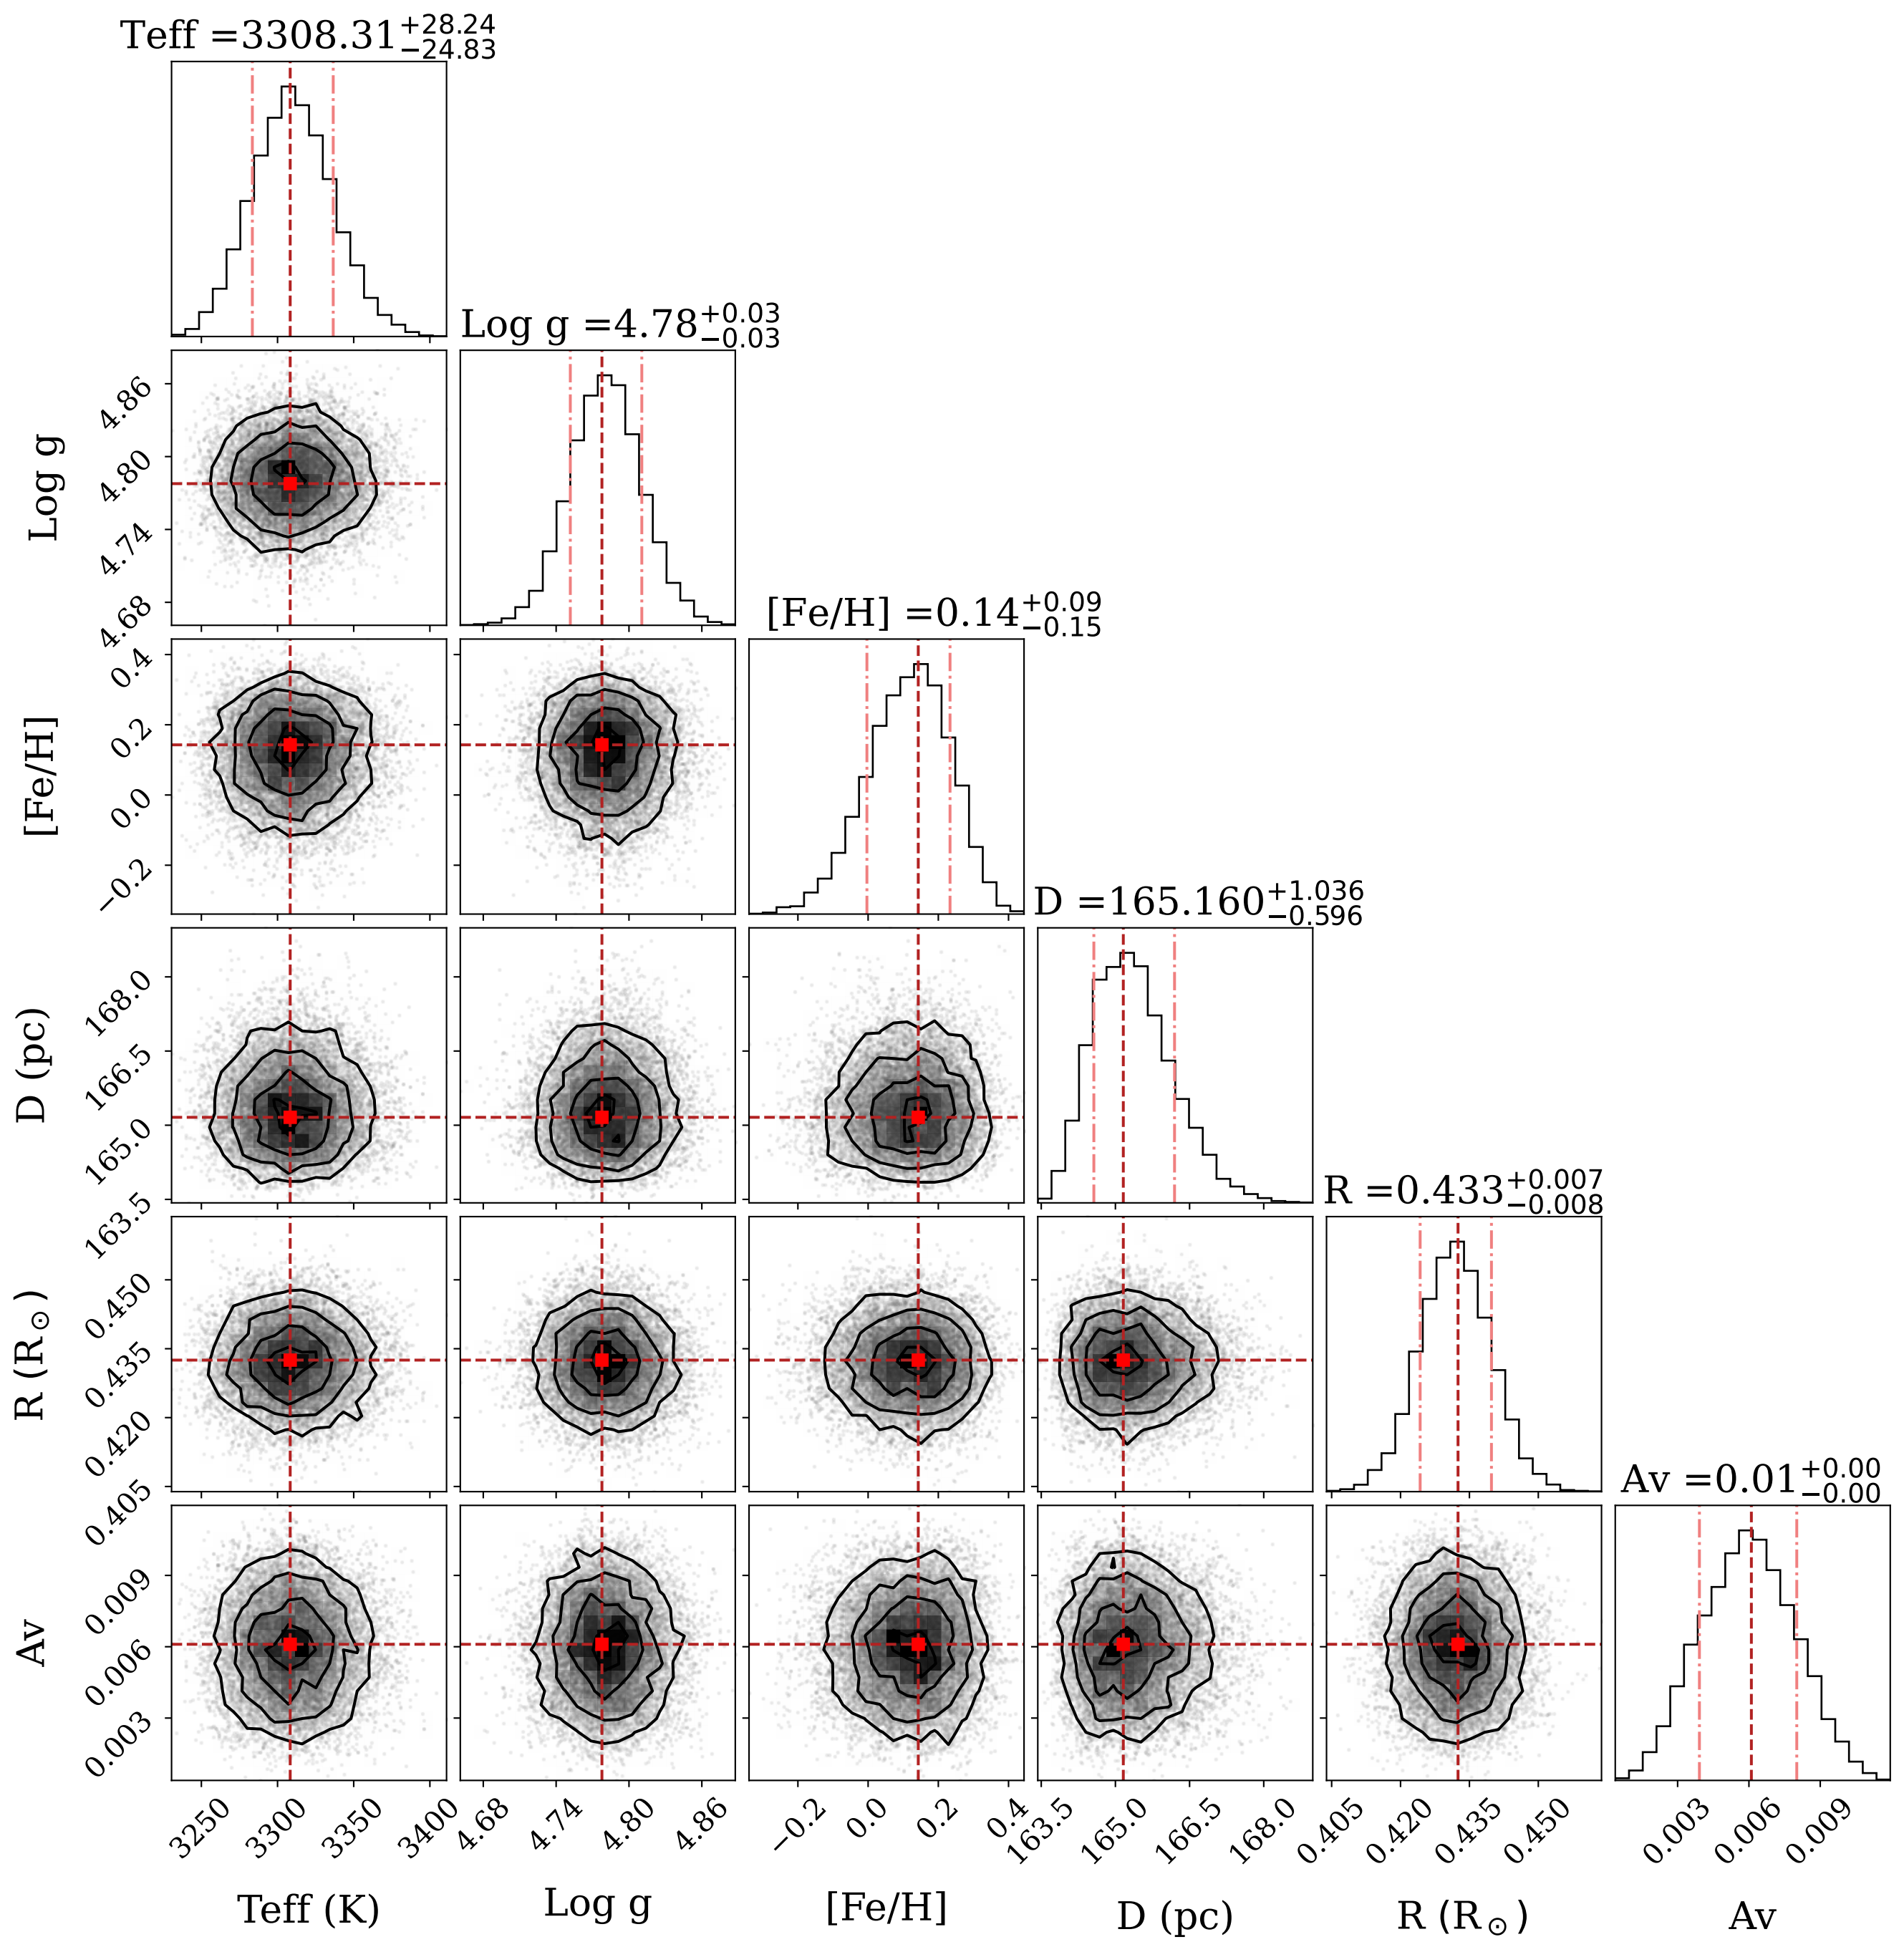 Teff =3308.31+28.24−24.83
Log g =4.78+0.03−0.03
Log g
4.86
4.80
4.74
4.68
[Fe/H] =0.14+0.09−0.15
[Fe/H]
0.4
0.2
0.0
−0.2
D =165.160+1.036−0.596
D (pc)
168.0
166.5
165.0
163.5
R =0.433+0.007−0.008
R (R⊙)
0.450
0.435
0.420
0.405
Av =0.01+0.00−0.00
Av
0.009
0.006
0.003
3250 3300 3350 3400 4.68 4.74 4.80 4.86 −0.2 0.0 0.2 0.4 163.5 165.0 166.5 168.0 0.405 0.420 0.435 0.450 0.003 0.006 0.009
Teff (K) Log g [Fe/H] D (pc) R (R⊙) Av